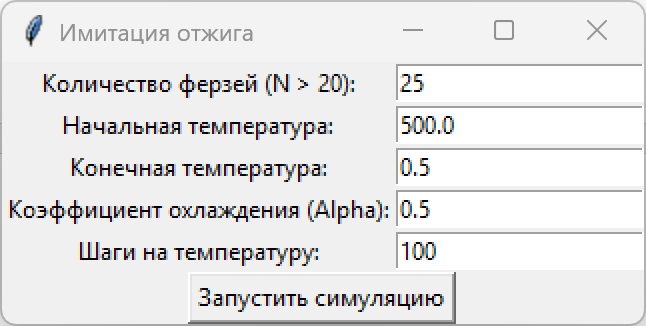 Имитация отжига
Количество ферзей (N > 20): 25
Начальная температура: 500.0
Конечная температура: 0.5
Коэффициент охлаждения (Alpha): 0.5
Шаги на температуру: 100
Запустить симуляцию